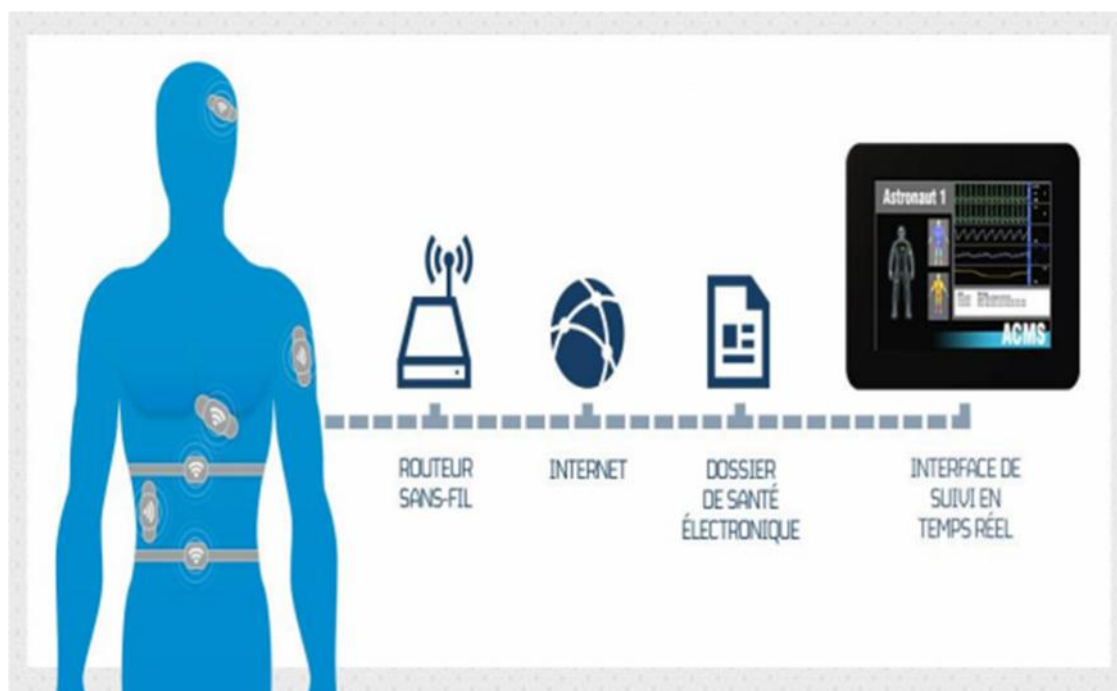 Astronaut 1
ACMS
ROUTEUR
SANS-FIL
INTERNET
DOSSIER
DE SANTÉ
ÉLECTRONIQUE
INTERFACE DE
SUIVI EN
TEMPS RÉEL